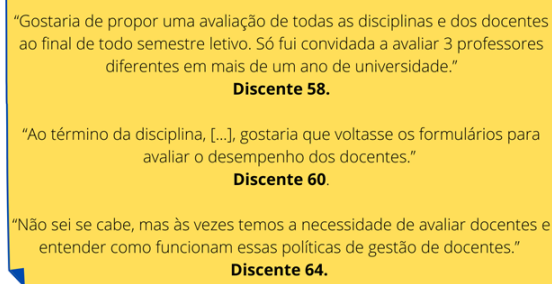 “Gostaria de propor uma avaliação de todas as disciplinas e dos docentes
ao final de todo semestre letivo. Só fui convidada a avaliar 3 professores
diferentes em mais de um ano de universidade.”
Discente 58.
“Ao término da disciplina, [...], gostaria que voltasse os formulários para
avaliar o desempenho dos docentes.”
Discente 60.
“Não sei se cabe, mas às vezes temos a necessidade de avaliar docentes e
entender como funcionam essas políticas de gestão de docentes.”
Discente 64.